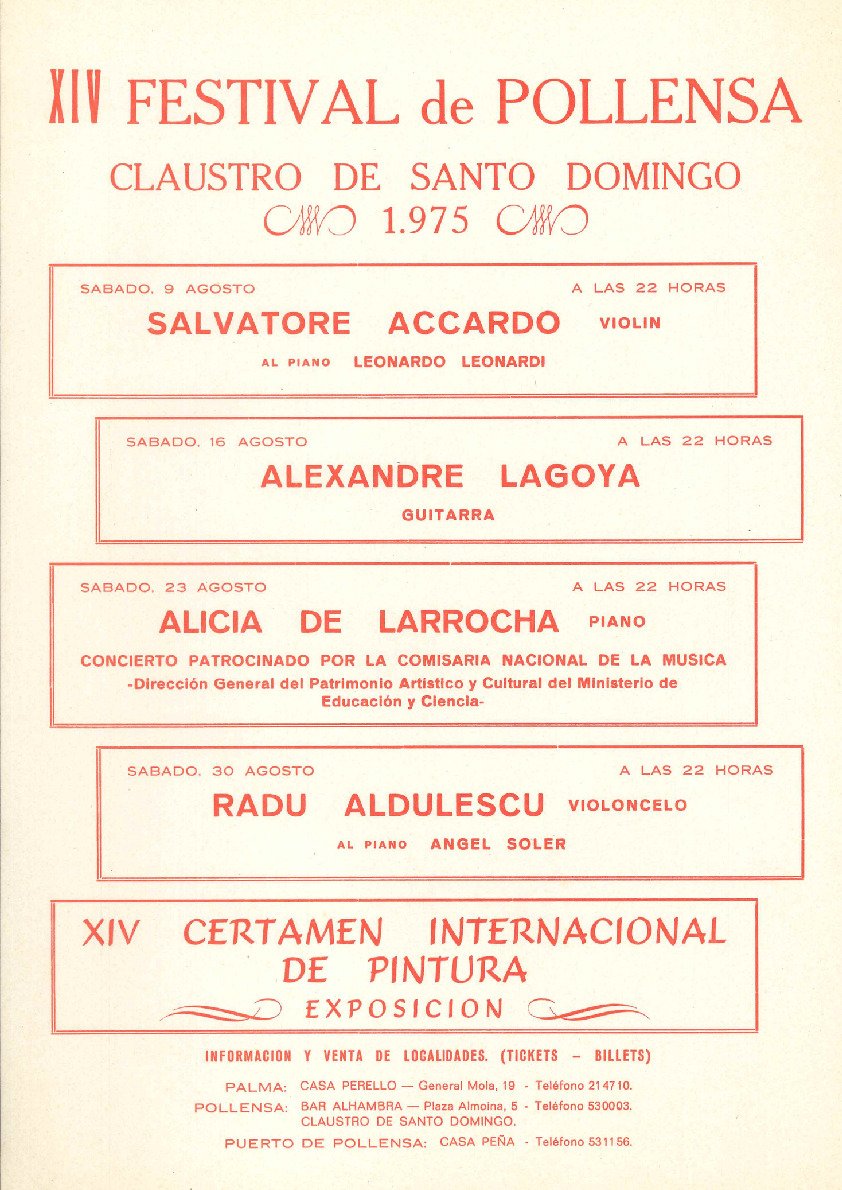 XIV FESTIVAL de POLLENSA
CLAUSTRO DE SANTO DOMINGO
1.975
SABADO, 9 AGOSTO A LAS 22 HORAS
SALVATORE ACCARDO VIOLIN
AL PIANO LEONARDO LEONARDI
SABADO, 16 AGOSTO A LAS 22 HORAS
ALEXANDRE LAGOYA
GUITARRA
SABADO, 23 AGOSTO A LAS 22 HORAS
ALICIA DE LARROCHA PIANO
CONCIERTO PATROCINADO POR LA COMISARIA NACIONAL DE LA MUSICA
-Dirección General del Patrimonio Artístico y Cultural del Ministerio de
Educación y Ciencia-
SABADO, 30 AGOSTO A LAS 22 HORAS
RADU ALDULESCU VIOLONCELO
AL PIANO ANGEL SOLER
XIV CERTAMEN INTERNACIONAL
DE PINTURA
EXPOSICION
INFORMACION Y VENTA DE LOCALIDADES. (TICKETS - BILLETS)
PALMA: CASA PERELLO — General Mola, 19 - Teléfono 214710.
POLLENSA: BAR ALHAMBRA — Plaza Almoina, 5 - Teléfono 530003.
CLAUSTRO DE SANTO DOMINGO.
PUERTO DE POLLENSA: CASA PEÑA - Teléfono 531156.